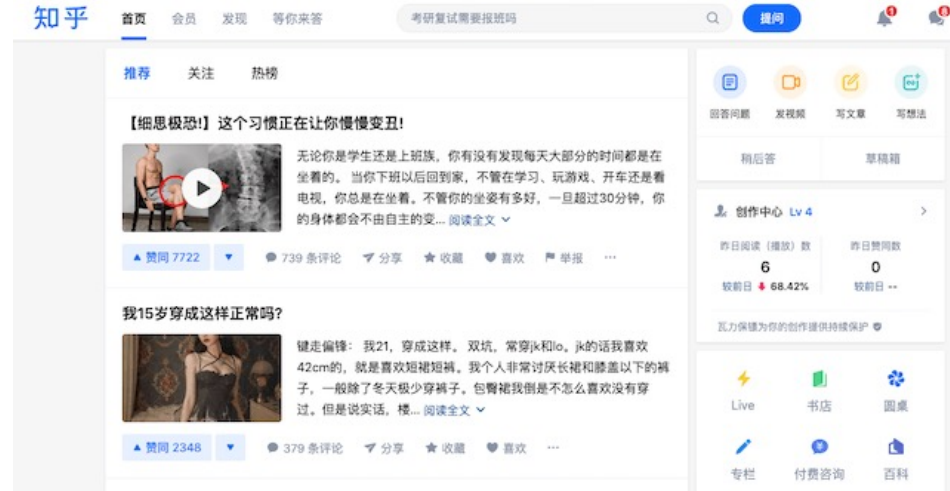 知乎 首页 会员 发现 等你来答 考研复试需要报班吗 提问 1 8
推荐 关注 热榜
【细思极恐!】这个习惯正在让你慢慢变丑!
无论你是学生还是上班族，你有没有发现每天大部分的时间都是在
坐着的。 当你下班以后回到家，不管在学习、玩游戏、开车还是看
电视，你总是在坐着。不管你的坐姿有多好，一旦超过30分钟，你
的身体都会不由自主的变... 阅读全文
赞同 7722 739 条评论 分享 收藏 喜欢 举报 ···
我15岁穿成这样正常吗?
键走偏锋： 我21，穿成这样。 双坑，常穿jk和lo。jk的话我喜欢
42cm的，就是喜欢短裙短裤。我个人非常讨厌长裙和膝盖以下的裤
子，一般除了冬天极少穿裤子。包臀裙我倒是不怎么喜欢没有穿
过。但是说实话，楼... 阅读全文
赞同 2348 379 条评论 分享 收藏 喜欢 ···
回答问题 发视频 写文章 写想法
稍后答 草稿箱
创作中心 Lv 4
昨日阅读（播放）数 昨日赞同数
6 0
较前日 68.42% 较前日 --
瓦力保镖为你的创作提供持续保护
Live 书店 圆桌
专栏 付费咨询 百科